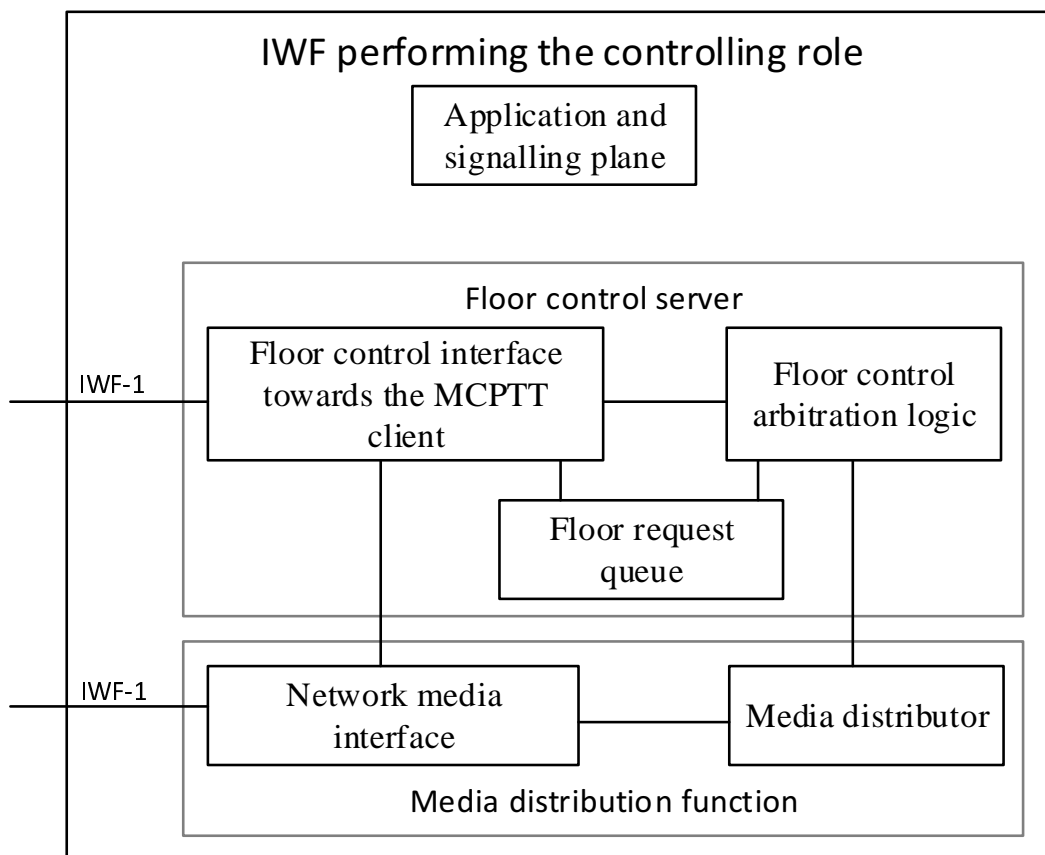 IWF performing the controlling role
Application and
signalling plane
Floor control server
Floor control interface
towards the MCPTT
client
Floor control
arbitration logic
IWF-1
Floor request
queue
IWF-1
Network media
interface
Media distributor
Media distribution function